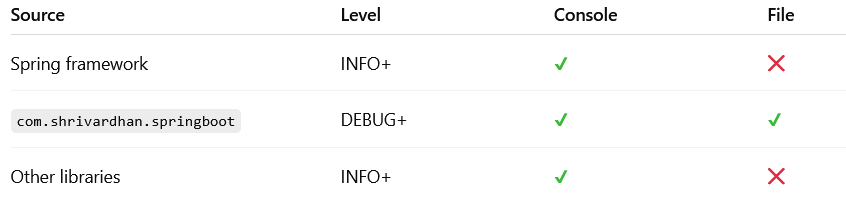 Source Level Console File
Spring framework INFO+ ✓ ✕
com.shrivardhan.springboot DEBUG+ ✓ ✓
Other libraries INFO+ ✓ ✕